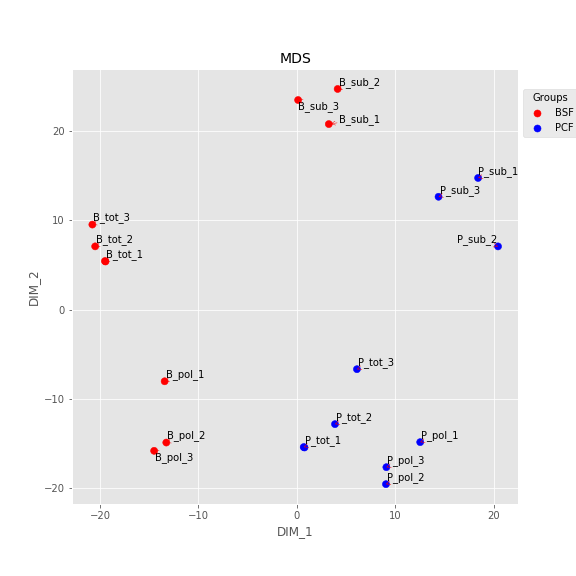 MDS
B_sub_2
B_sub_3
B_sub_1
Groups
BSF
PCF
P_sub_1
P_sub_3
P_sub_2
B_tot_3
B_tot_2
B_tot_1
P_tot_3
B_pol_1
P_tot_2
B_pol_2
P_tot_1
P_pol_1
B_pol_3
P_pol_3
P_pol_2
20
10
0
−10
−20
DIM_2
−20
−10
0
10
20
DIM_1